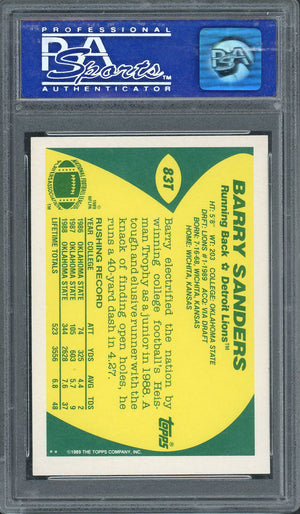 PROFESSIONAL
PSA
Sports™
AUTHENTICATOR
PSA
83T
BARRY SANDERS
Running Back ☆ Detroit Lions™
HT: 5'8" WT: 203 COLLEGE: OKLAHOMA STATE
DRFT: LIONS #1-1989 ACQ: VIA DRAFT
BORN: 7-16-68, WICHITA, KANSAS
HOME: WICHITA, KANSAS
Barry electrified the nation by
winning college football's Heis-
man Trophy as a junior in 1988. A
tough and elusive runner with the
knack of finding open holes, he
runs a 40-yard dash in 4.27.
TOPPS
RUSHING RECORD
YEAR COLLEGE ATT YDS AVG TDS
1986 OKLAHOMA STATE 74 325 4.4 2
1987 OKLAHOMA STATE 105 603 5.7 9
1988 OKLAHOMA STATE 344 2628 7.6 37
LIFETIME TOTALS 523 3556 6.8 48
©1989 THE TOPPS COMPANY, INC.
**